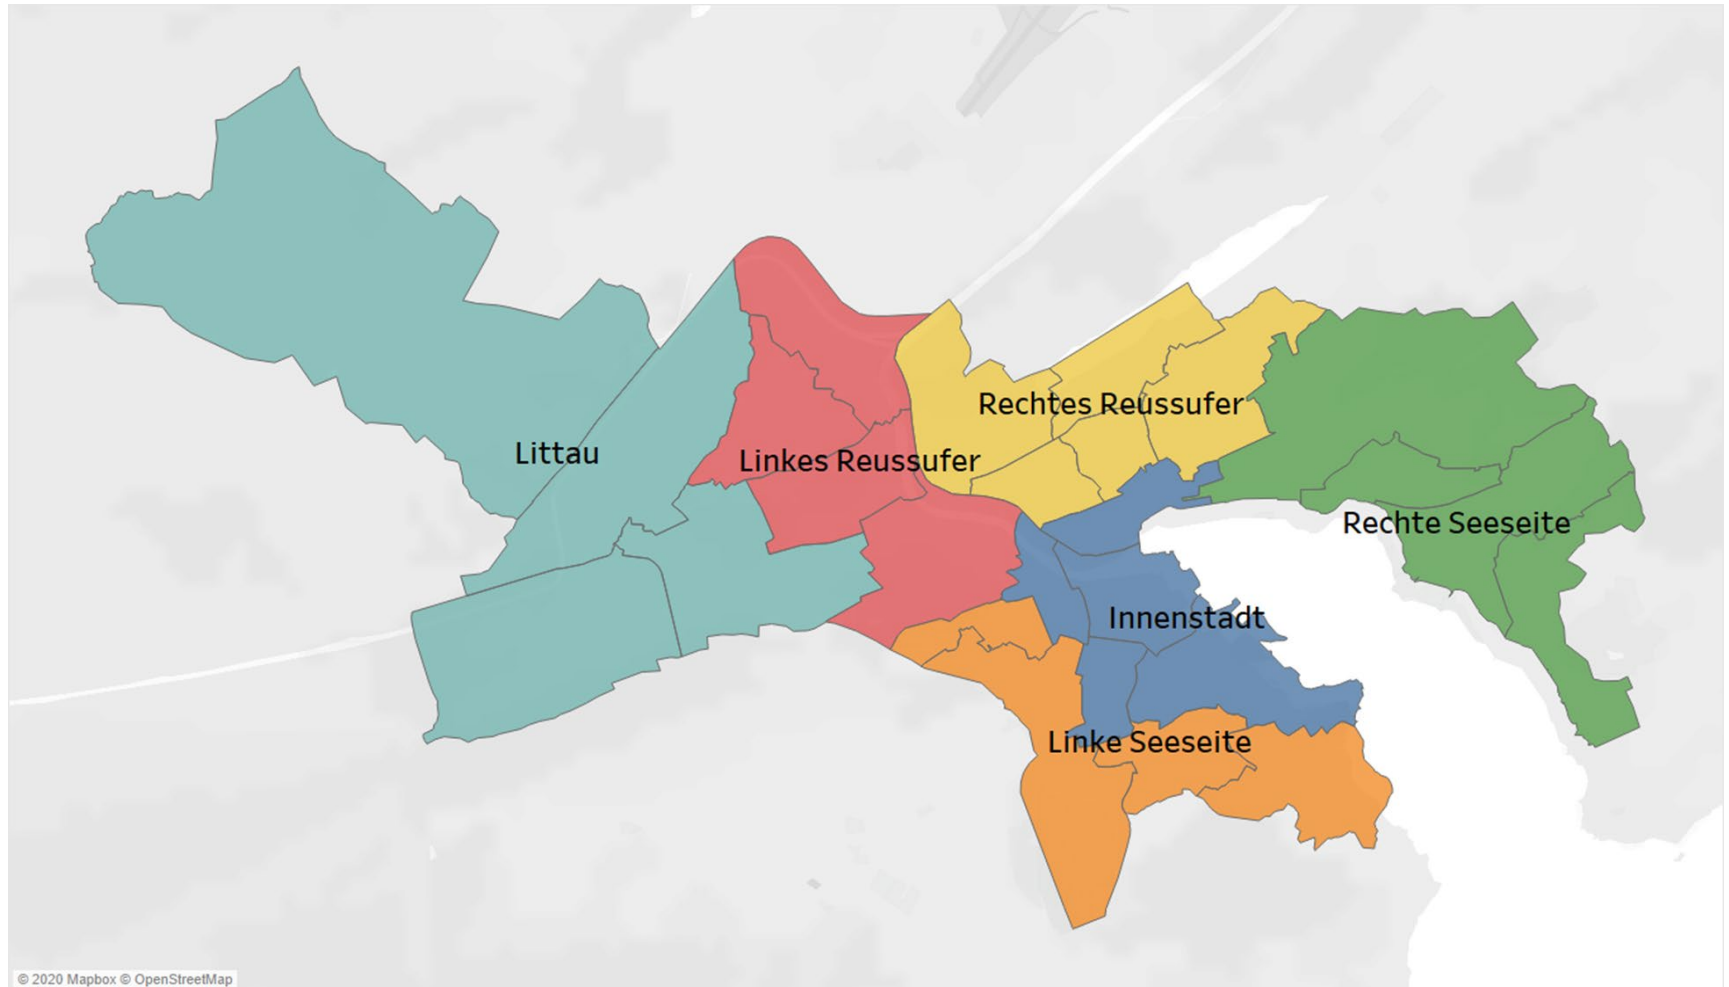 Rechtes Reussufer
Littau
Linkes Reussufer
Rechte Seeseite
Innenstadt
Linke Seeseite
© 2020 Mapbox © OpenStreetMap